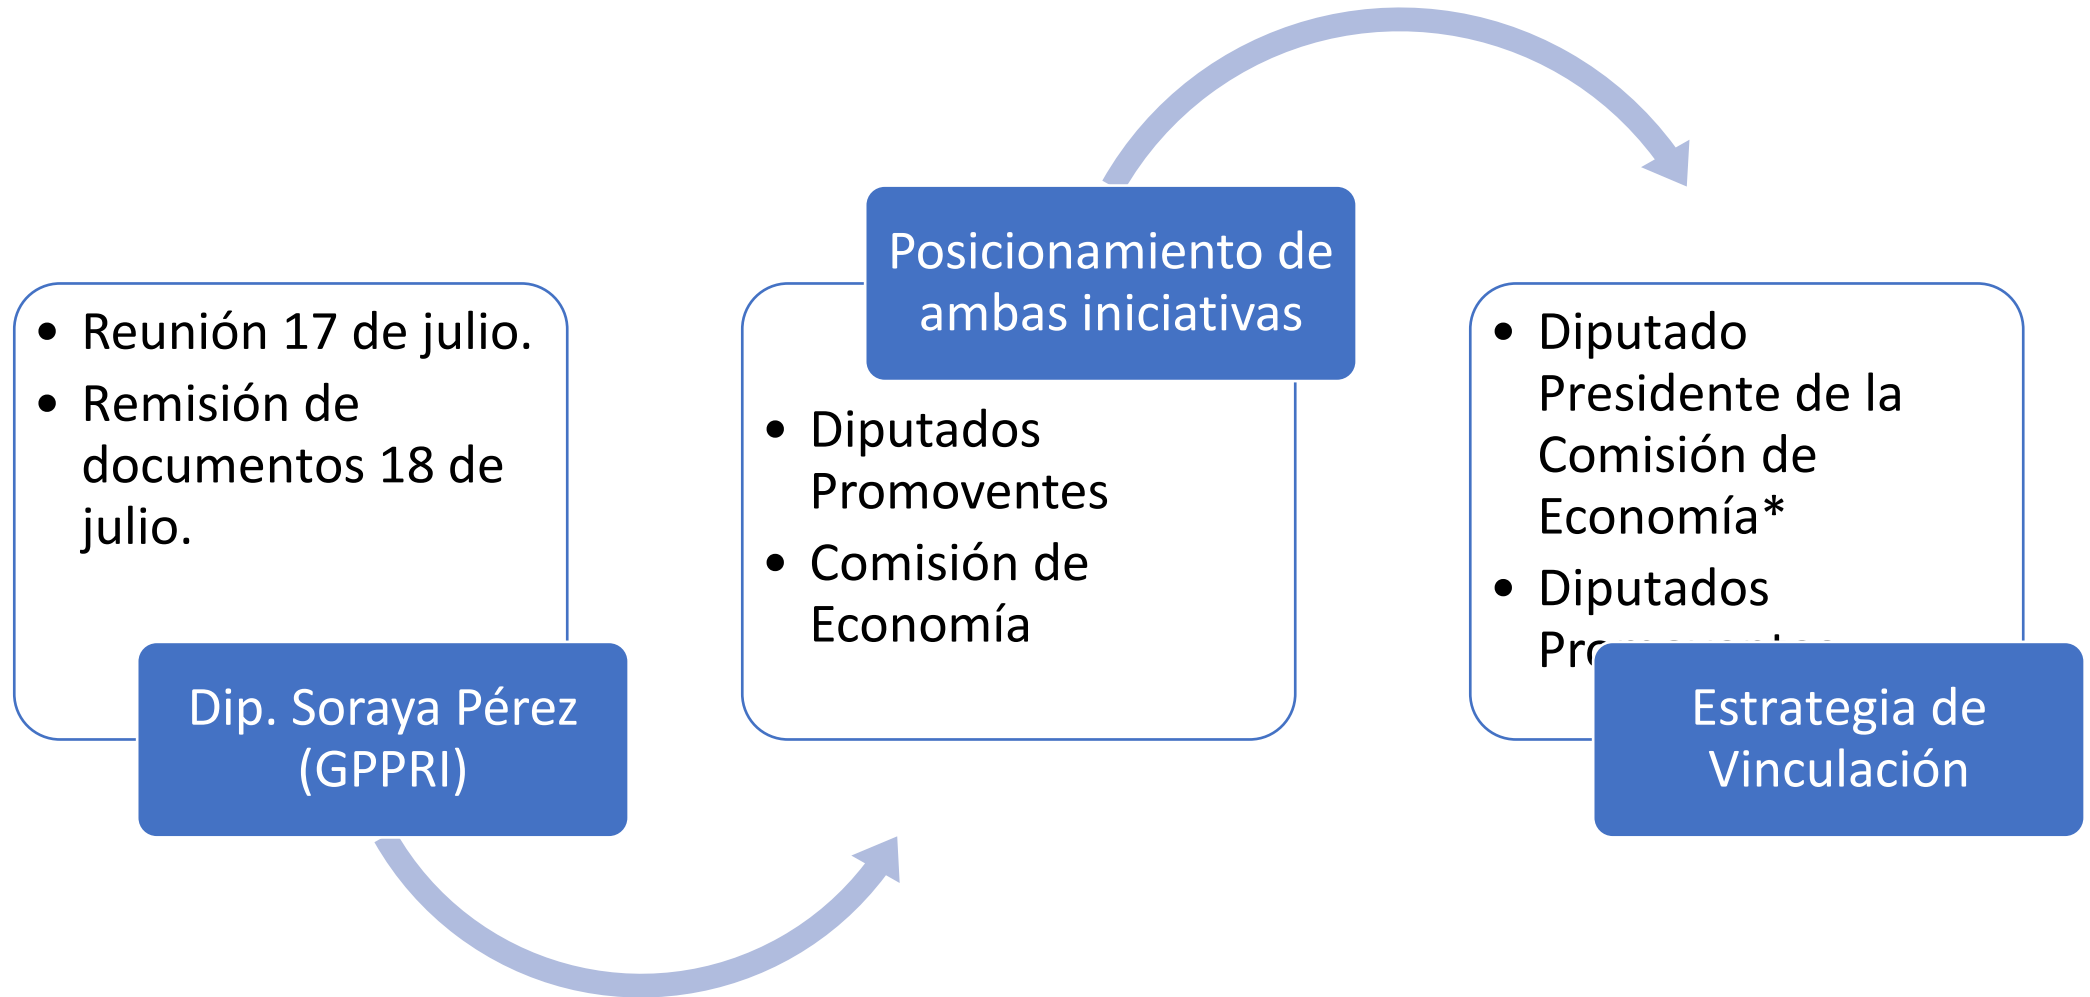 • Reunión 17 de julio.
• Remisión de
documentos 18 de
julio.
Dip. Soraya Pérez
(GPPRI)
Posicionamiento de
ambas iniciativas
• Diputados
Promoventes
• Comisión de
Economía
• Diputado
Presidente de la
Comisión de
Economía*
• Diputados
Estrategia de
Vinculación